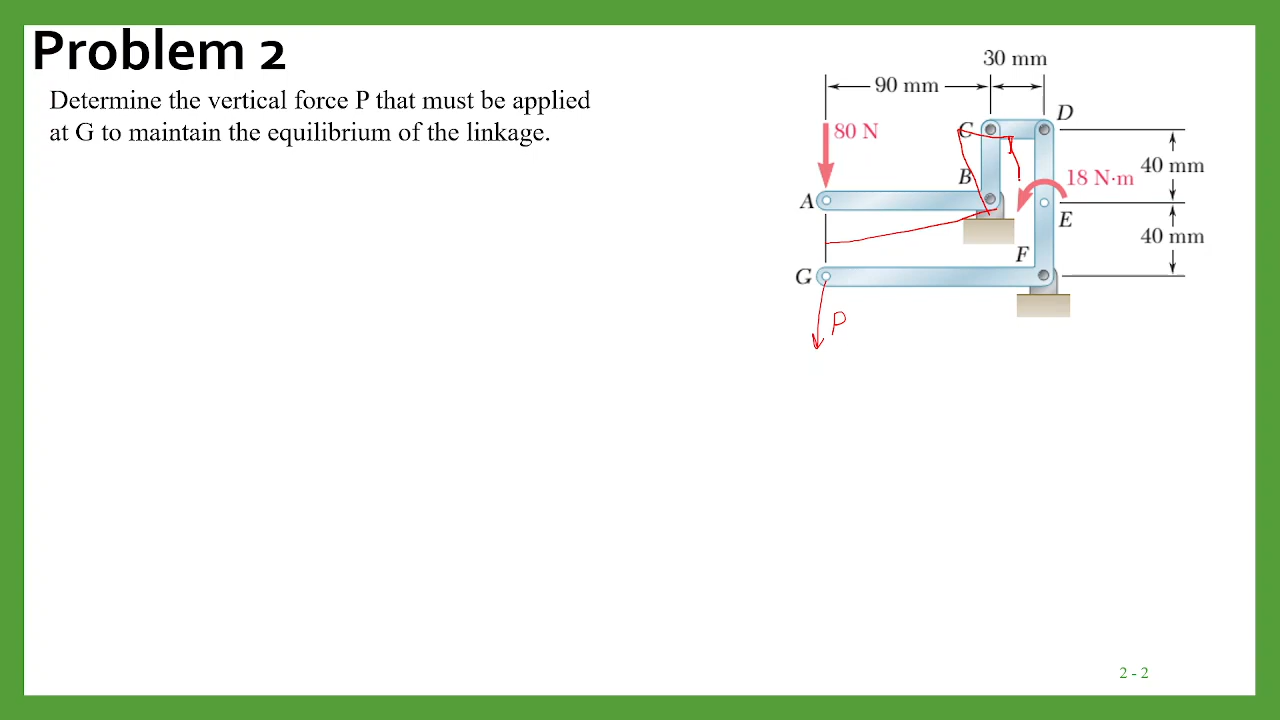 Problem 2
Determine the vertical force P that must be applied
at G to maintain the equilibrium of the linkage.
30 mm
90 mm
D
80 N
C
40 mm
B
18 N·m
A
E
40 mm
F
G
P
2 - 2